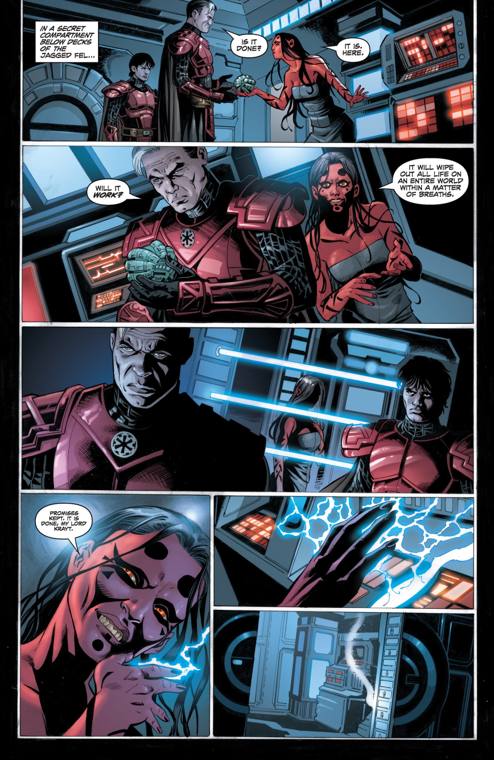 IN A SECRET
COMPARTMENT
BELOW DECKS
OF THE
JAGGED FEL...
IS IT
DONE?
IT IS.
HERE.
WILL IT
WORK?
IT WILL WIPE
OUT ALL LIFE ON
AN ENTIRE WORLD
WITHIN A MATTER
OF BREATHS.
PROMISES
KEPT. IT IS
DONE, MY LORD
KRAYT.